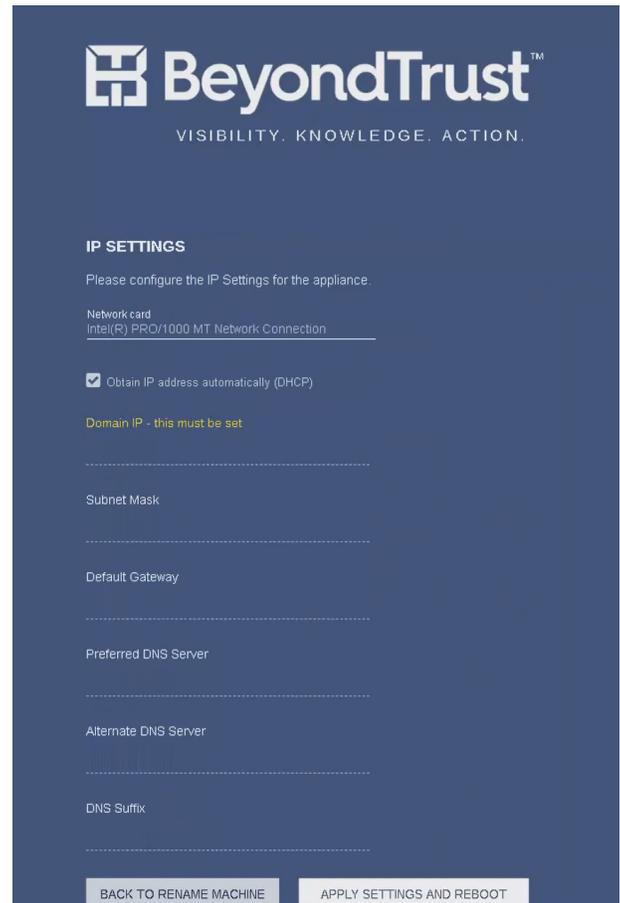 BeyondTrust™
VISIBILITY. KNOWLEDGE. ACTION.
IP SETTINGS
Please configure the IP Settings for the appliance.
Network card
Intel(R) PRO/1000 MT Network Connection
Obtain IP address automatically (DHCP)
Domain IP - this must be set
Subnet Mask
Default Gateway
Preferred DNS Server
Alternate DNS Server
DNS Suffix
BACK TO RENAME MACHINE APPLY SETTINGS AND REBOOT